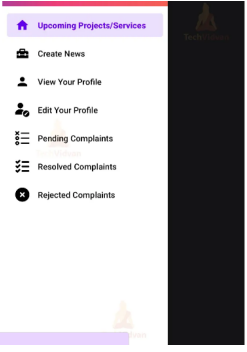 Upcoming Projects/Services
Create News
View Your Profile
Edit Your Profile
Pending Complaints
Resolved Complaints
Rejected Complaints